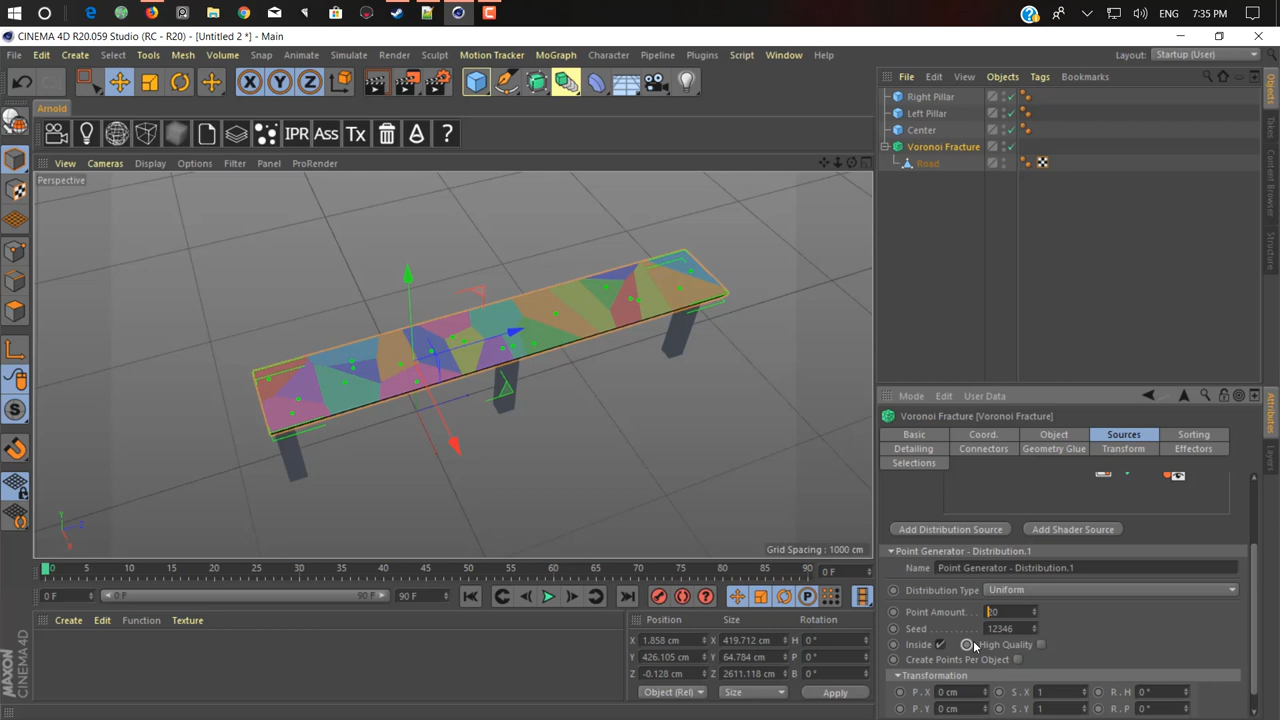 ENG 7:35 PM
CINEMA 4D R20.059 Studio (RC - R20) - [Untitled 2 *] - Main
File Edit Create Select Tools Mesh Volume Snap Animate Simulate Render Sculpt Motion Tracker MoGraph Character Pipeline Plugins Script Window Help Layout: Startup (User)
X Y Z
File Edit View Objects Tags Bookmarks
Arnold
Right Pillar
Left Pillar
Center
Voronoi Fracture
Road
IPR Ass Tx ?
View Cameras Display Options Filter Panel ProRender
Perspective
Grid Spacing : 1000 cm
Objects
Takes
Content Browser
Structure
Attributes
Layers
Mode Edit User Data
Voronoi Fracture [Voronoi Fracture]
Basic Coord. Object Sources Sorting
Detailing Connectors Geometry Glue Transform Effectors
Selections
Add Distribution Source Add Shader Source
Point Generator - Distribution.1
Name Point Generator - Distribution.1
Distribution Type Uniform
Point Amount. . . 20
Seed . . . . . . . . . 12346
Inside High Quality
Create Points Per Object
Transformation
P . X 0 cm S . X 1 R . H 0 °
P . Y 0 cm S . Y 1 R . P 0 °
0 5 10 15 20 25 30 35 40 45 50 55 60 65 70 75 80 85 90 0 F
0 F 0 F 90 F 90 F
Create Edit Function Texture
Position Size Rotation
X 1.858 cm X 419.712 cm H 0 °
Y 426.105 cm Y 64.784 cm P 0 °
Z -0.128 cm Z 2611.118 cm B 0 °
Object (Rel) Size Apply
MAXON
CINEMA 4D